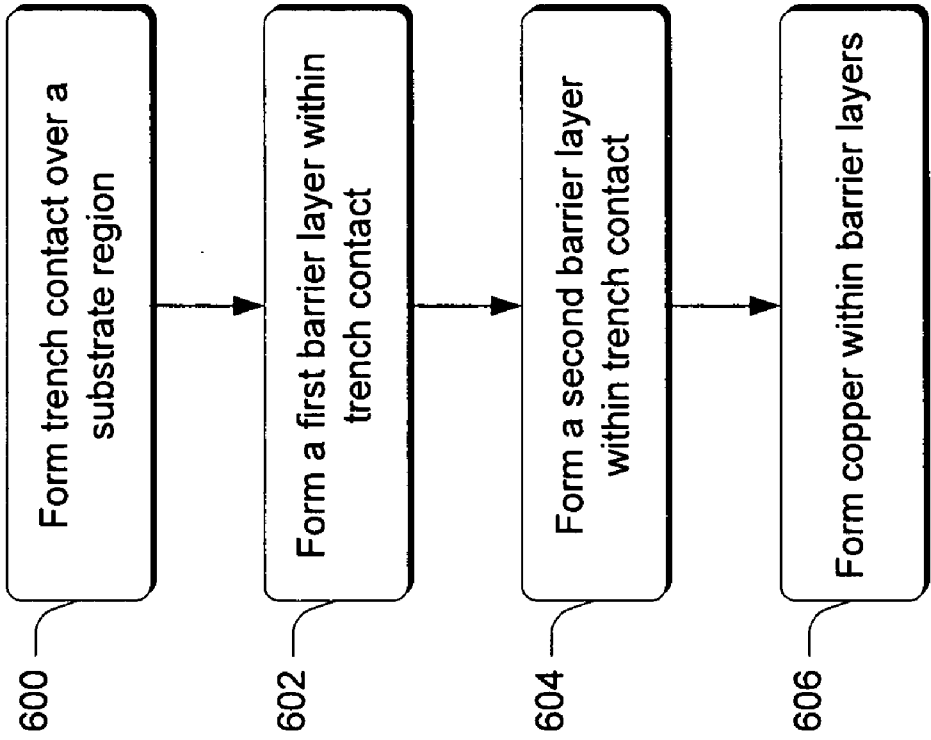 600
Form trench contact over a
substrate region
602
Form a first barrier layer within
trench contact
604
Form a second barrier layer
within trench contact
606
Form copper within barrier layers